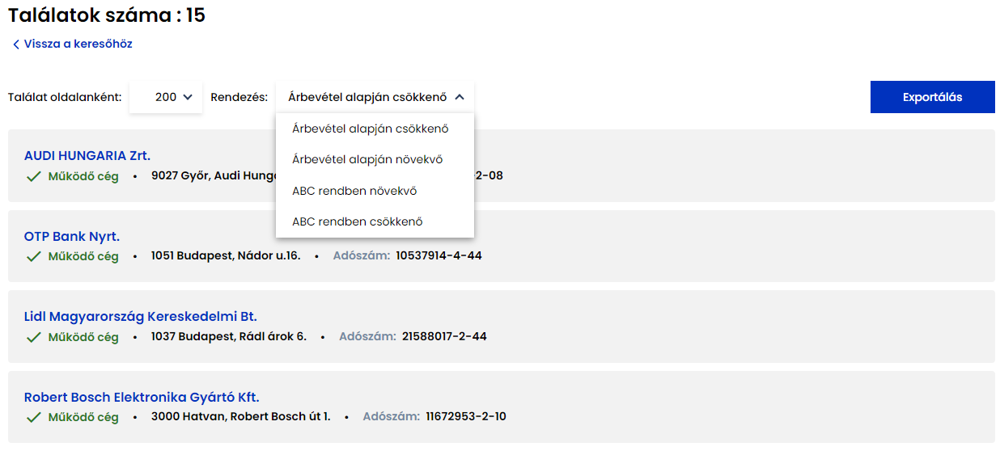 Találatok száma : 15
Vissza a keresőhöz
Találat oldalanként: 200 Rendezés: Árbevétel alapján csökkenő Exportálás
Árbevétel alapján csökkenő
Árbevétel alapján növekvő
ABC rendben növekvő
ABC rendben csökkenő
AUDI HUNGARIA Zrt.
Működő cég • 9027 Győr, Audi -2-08
OTP Bank Nyrt.
Működő cég • 1051 Budapest, Nádor u.16. • Adószám: 10537914-4-44
Lidl Magyarország Kereskedelmi Bt.
Működő cég • 1037 Budapest, Rádl árok 6. • Adószám: 21588017-2-44
Robert Bosch Elektronika Gyártó Kft.
Működő cég • 3000 Hatvan, Robert Bosch út 1. • Adószám: 11672953-2-10